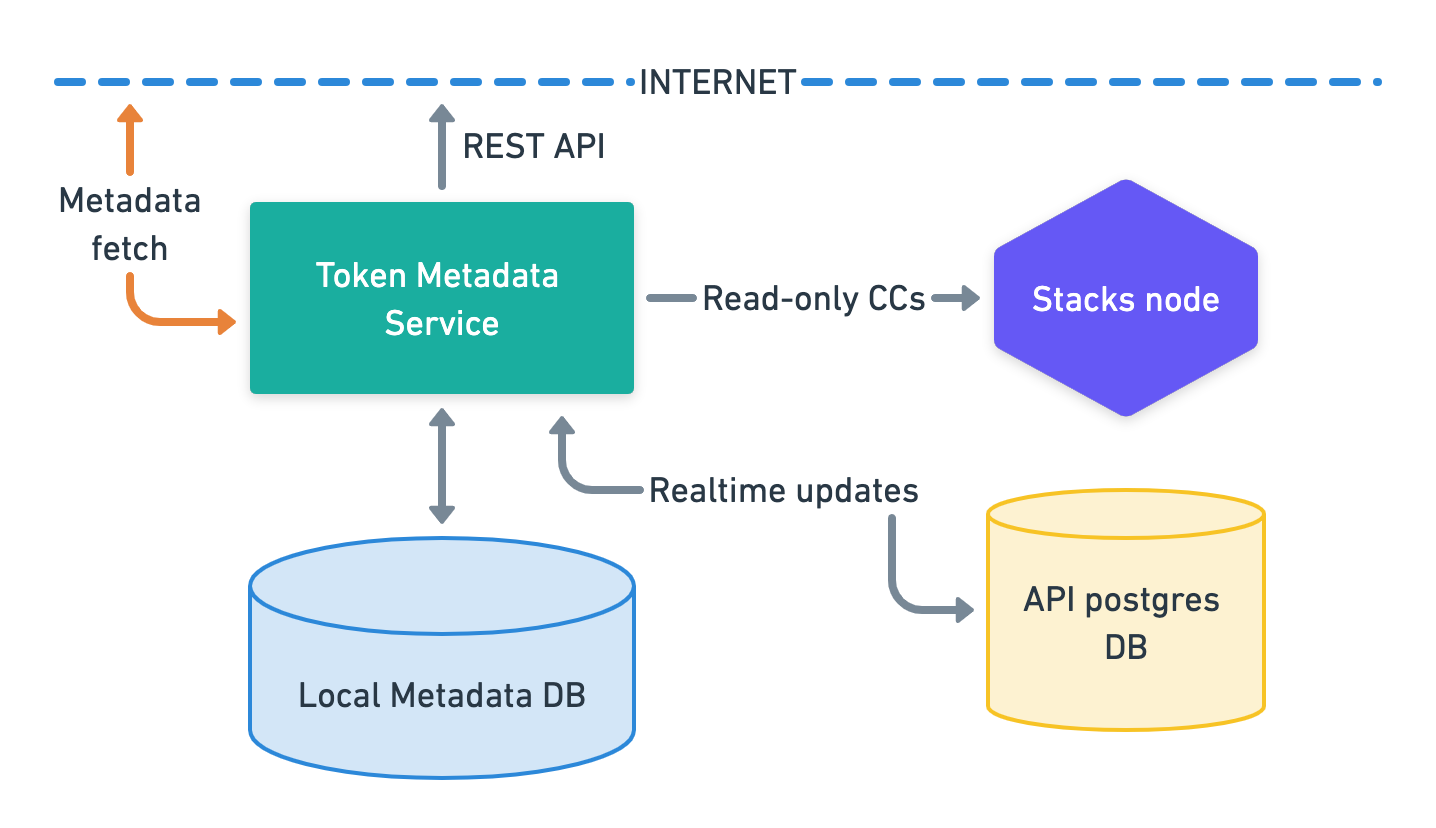 INTERNET
REST API
Metadata
fetch
Token Metadata
Service
Read-only CCs
Stacks node
Realtime updates
API postgres
DB
Local Metadata DB